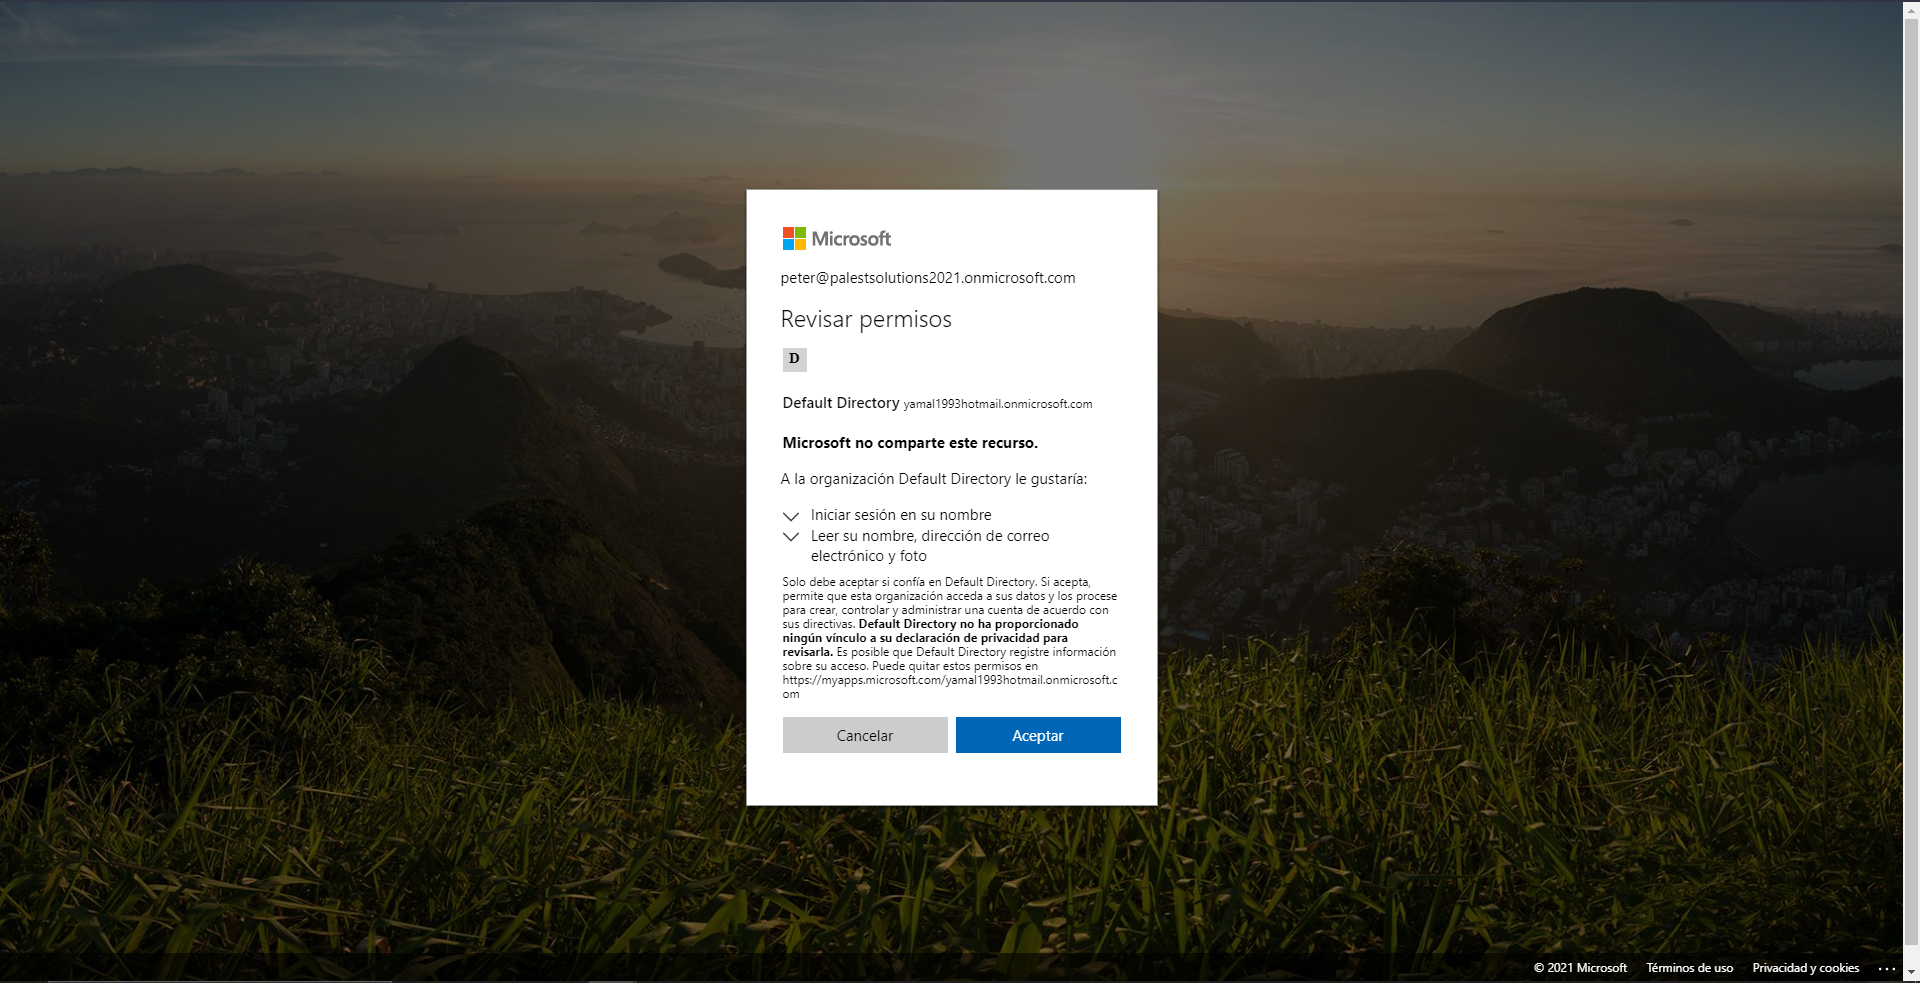 Microsoft
peter@palestsolutions2021.onmicrosoft.com
Revisar permisos
D
Default Directory yamal1993hotmail.onmicrosoft.com
Microsoft no comparte este recurso.
A la organización Default Directory le gustaría:
Iniciar sesión en su nombre
Leer su nombre, dirección de correo
electrónico y foto
Solo debe aceptar si confía en Default Directory. Si acepta,
permite que esta organización acceda a sus datos y los procese
para crear, controlar y administrar una cuenta de acuerdo con
sus directivas. Default Directory no ha proporcionado
ningún vínculo a su declaración de privacidad para
revisarla. Es posible que Default Directory registre información
sobre su acceso. Puede quitar estos permisos en
https://myapps.microsoft.com/yamal1993hotmail.onmicrosoft.c
om
Cancelar Aceptar
© 2021 Microsoft Términos de uso Privacidad y cookies ...